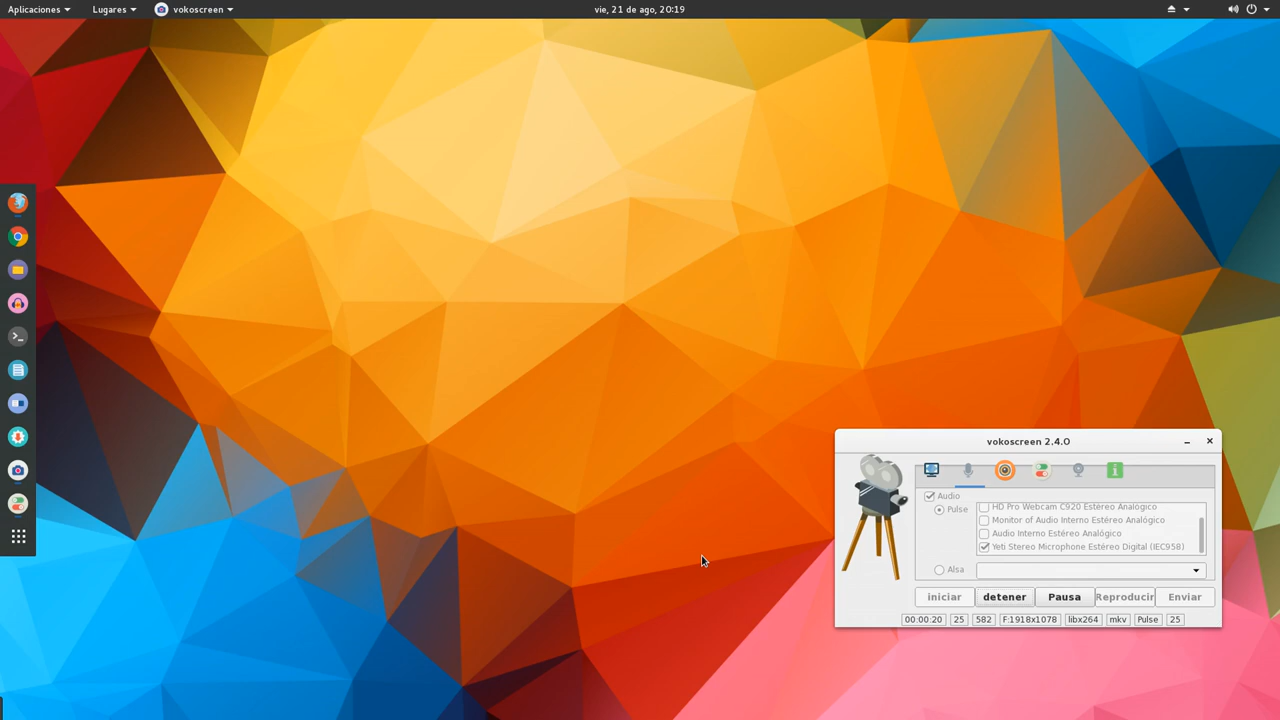 Aplicaciones Lugares vokoscreen vie, 21 de ago, 20:19
vokoscreen 2.4.0
Audio
Pulse
HD Pro Webcam C920 Estéreo Analógico
Monitor of Audio Interno Estéreo Analógico
Audio Interno Estéreo Analógico
Yeti Stereo Microphone Estéreo Digital (IEC958)
Alsa
iniciar detener Pausa Reproducir Enviar
00:00:20 25 582 F:1918x1078 libx264 mkv Pulse 25